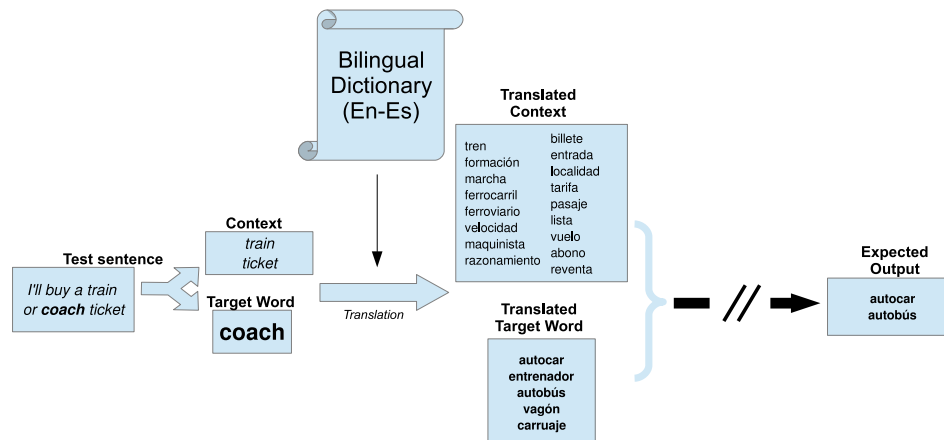 Bilingual
Dictionary
(En-Es)
Test sentence
I'll buy a train
or coach ticket
Context
train
ticket
Target Word
coach
Translation
Translated
Context
tren
formación
marcha
ferrocarril
ferroviario
velocidad
maquinista
razonamiento
billete
entrada
localidad
tarifa
pasaje
lista
vuelo
abono
reventa
Translated
Target Word
autocar
entrenador
autobús
vagón
carruaje
Expected
Output
autocar
autobús